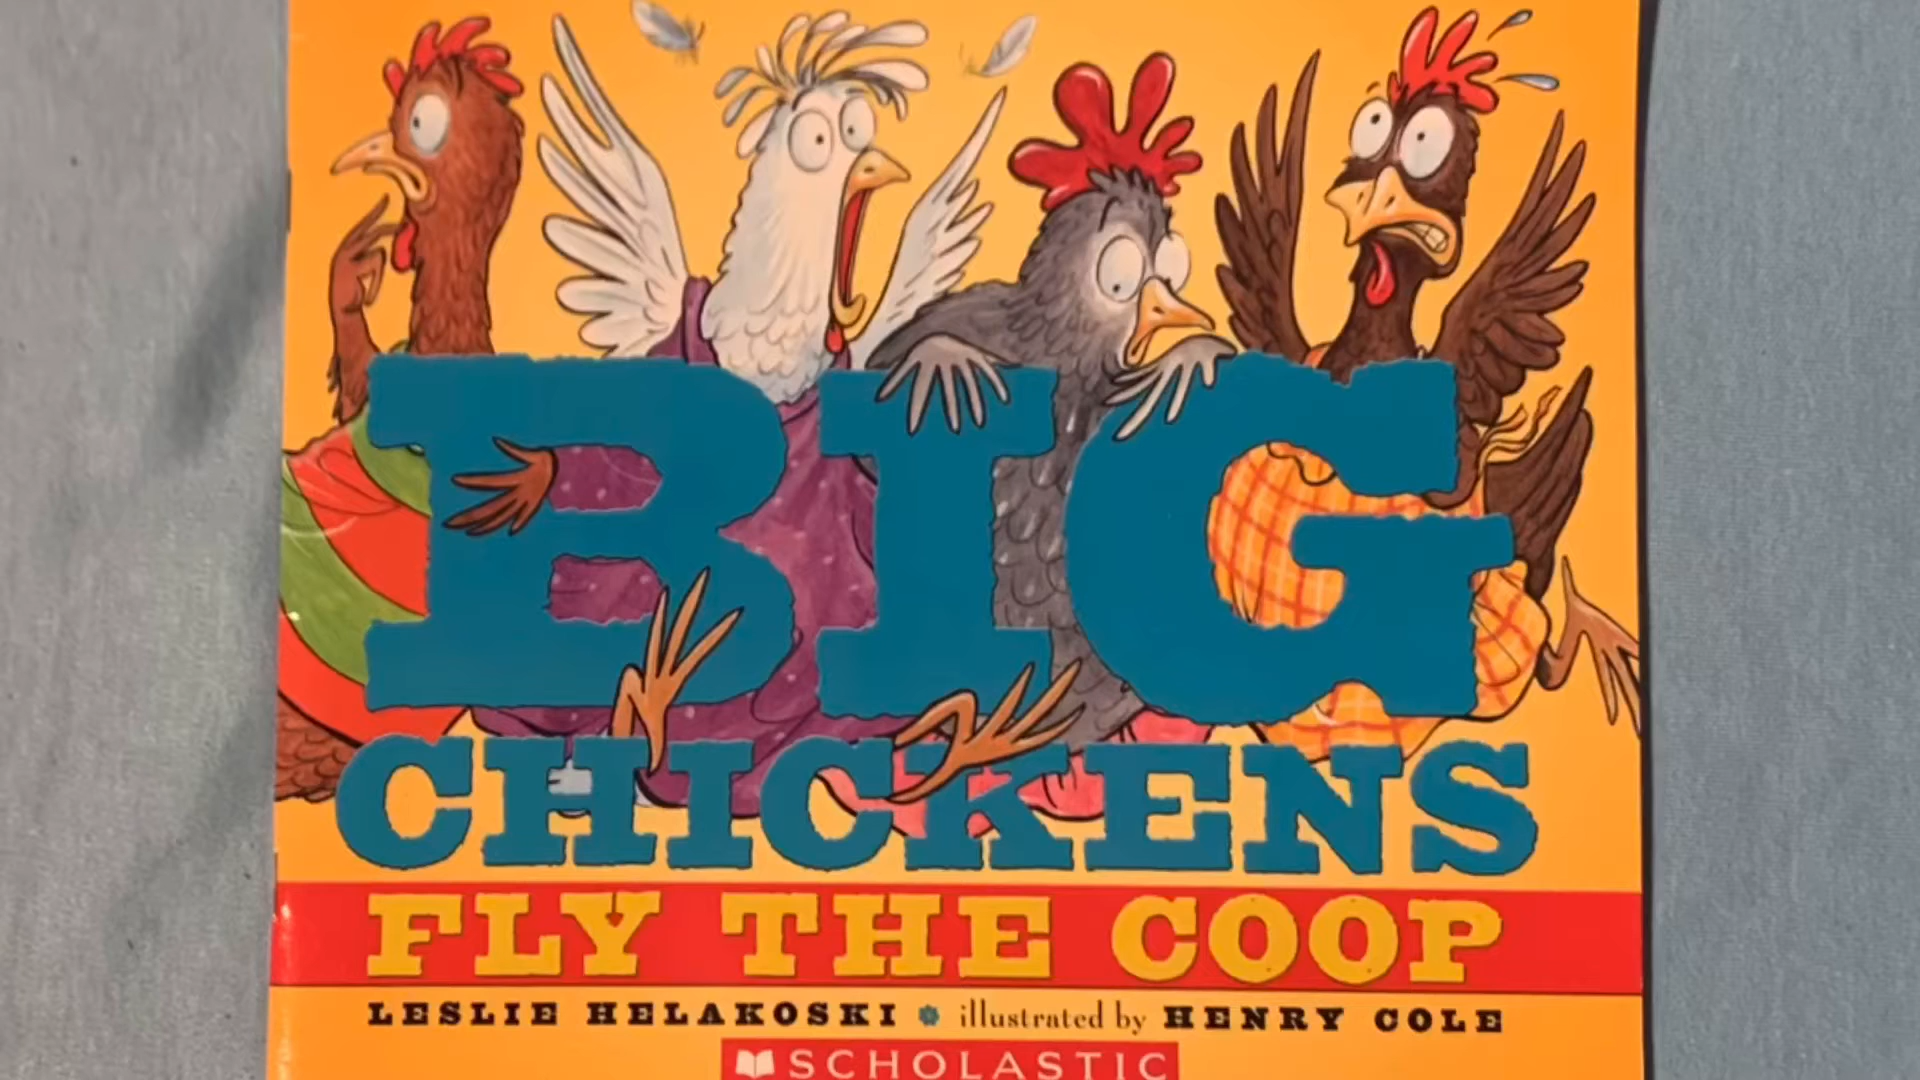 BIG
CHICKENS
FLY THE COOP
LESLIE HELAKOSKI illustrated by HENRY COLE
SCHOLASTIC